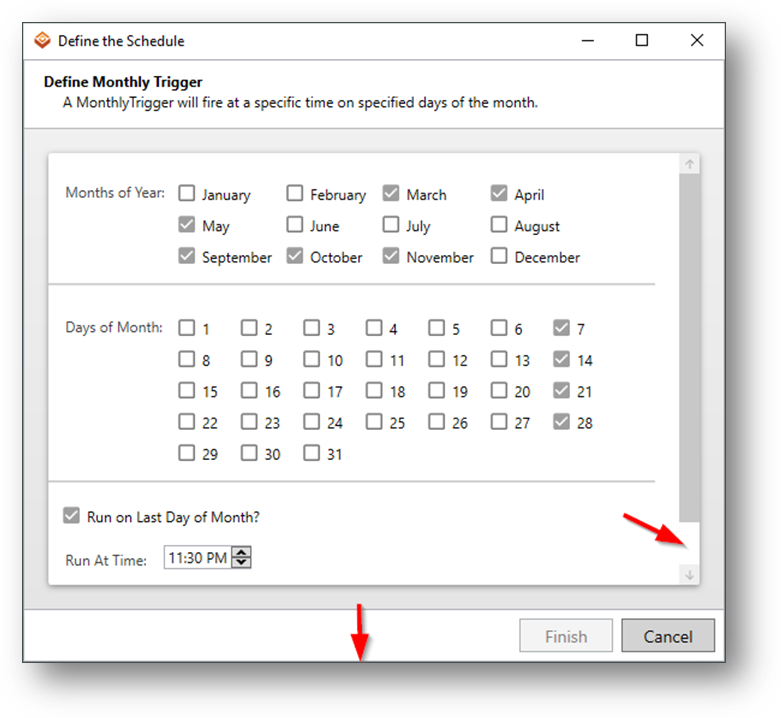 Define the Schedule
Define Monthly Trigger
A MonthlyTrigger will fire at a specific time on specified days of the month.
Months of Year: January February March April
May June July August
September October November December
Days of Month: 1 2 3 4 5 6 7
8 9 10 11 12 13 14
15 16 17 18 19 20 21
22 23 24 25 26 27 28
29 30 31
Run on Last Day of Month?
Run At Time: 11:30 PM
Finish Cancel